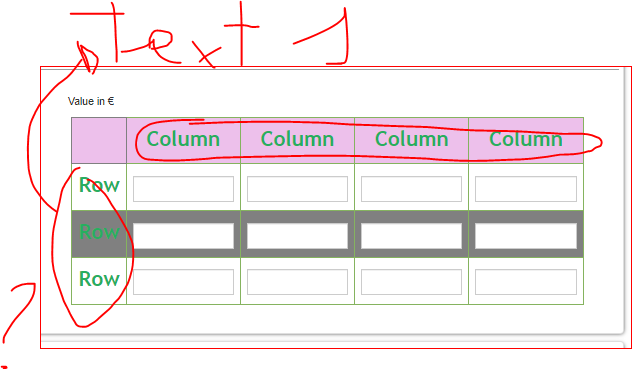 Text 1
Value in €
Column Column Column Column
Row
Row
Row